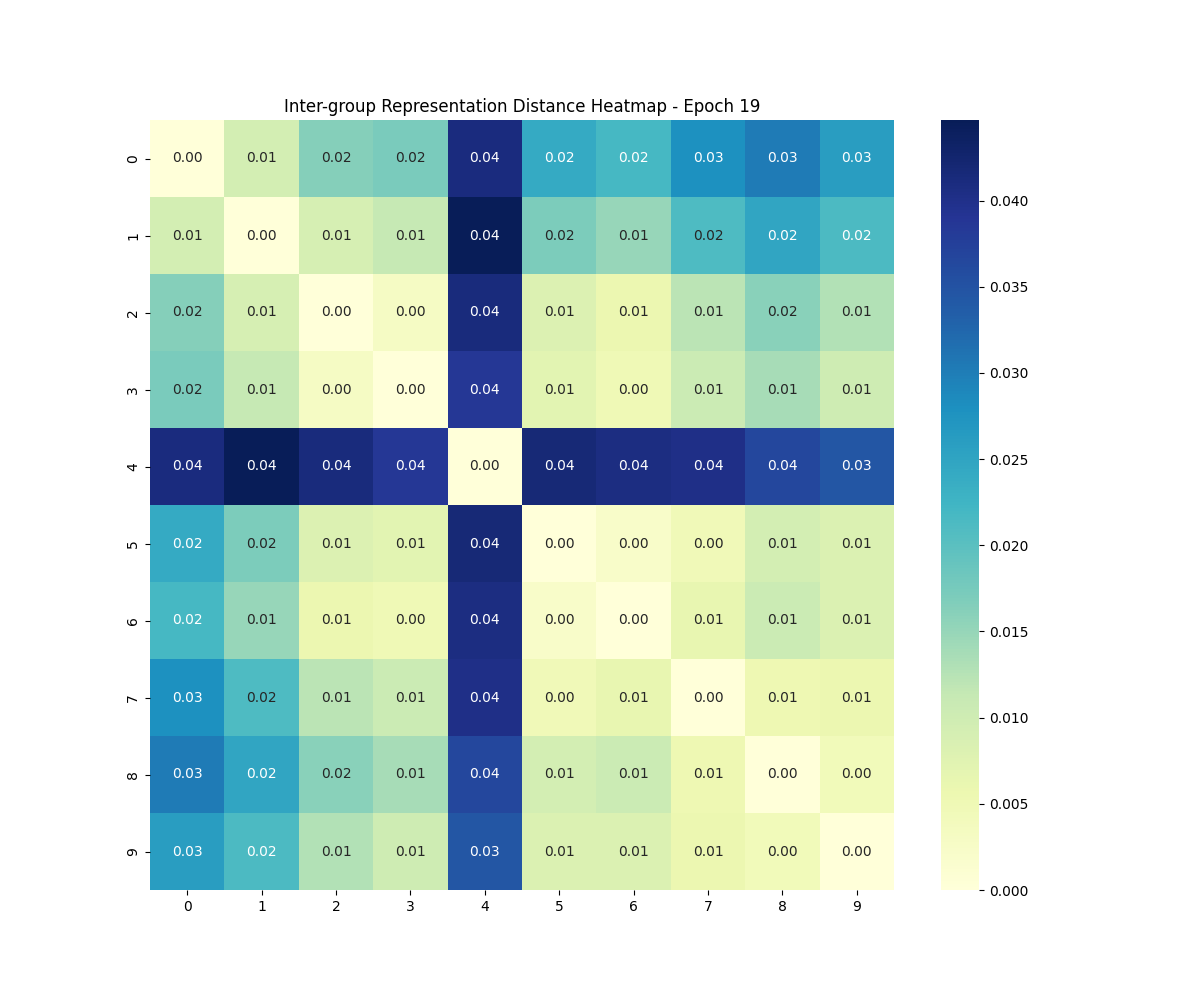 Inter-group Representation Distance Heatmap - Epoch 19
0 0.00 0.01 0.02 0.02 0.04 0.02 0.02 0.03 0.03 0.03
1 0.01 0.00 0.01 0.01 0.04 0.02 0.01 0.02 0.02 0.02
2 0.02 0.01 0.00 0.00 0.04 0.01 0.01 0.01 0.02 0.01
3 0.02 0.01 0.00 0.00 0.04 0.01 0.00 0.01 0.01 0.01
4 0.04 0.04 0.04 0.04 0.00 0.04 0.04 0.04 0.04 0.03
5 0.02 0.02 0.01 0.01 0.04 0.00 0.00 0.00 0.01 0.01
6 0.02 0.01 0.01 0.00 0.04 0.00 0.00 0.01 0.01 0.01
7 0.03 0.02 0.01 0.01 0.04 0.00 0.01 0.00 0.01 0.01
8 0.03 0.02 0.02 0.01 0.04 0.01 0.01 0.01 0.00 0.00
9 0.03 0.02 0.01 0.01 0.03 0.01 0.01 0.01 0.00 0.00
0 1 2 3 4 5 6 7 8 9
0.040
0.035
0.030
0.025
0.020
0.015
0.010
0.005
0.000